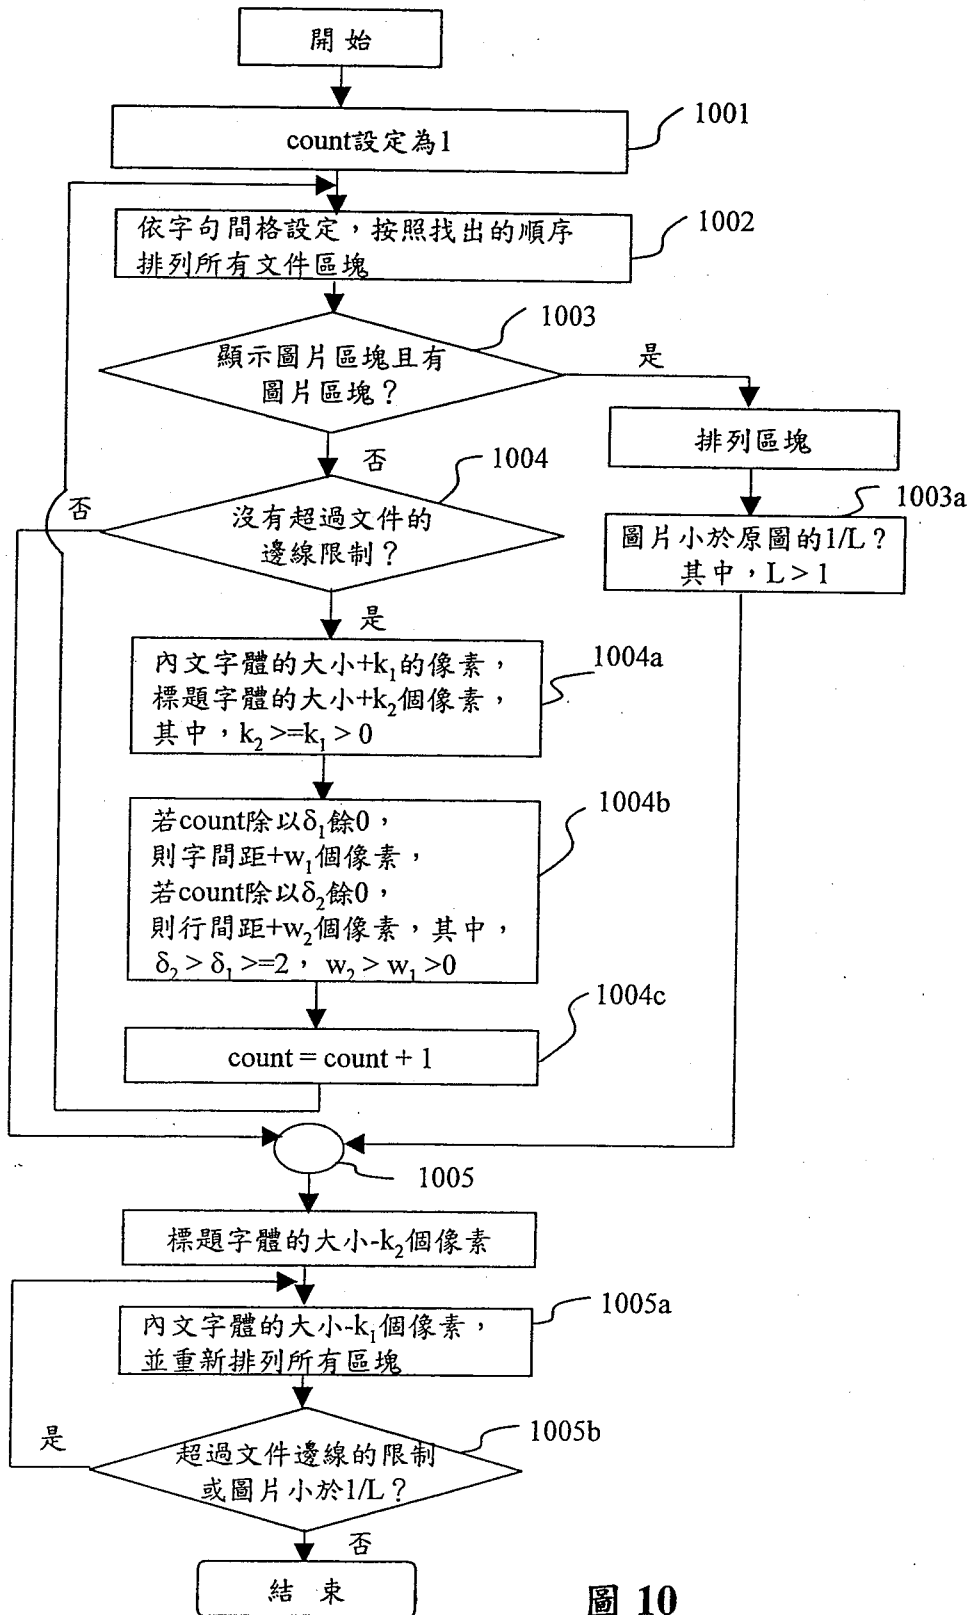 開始
count設定為1
1001
依字句間格設定，按照找出的順序
排列所有文件區塊
1002
顯示圖片區塊且有
圖片區塊？
1003
是
否
排列區塊
圖片小於原圖的1/L？
其中，L > 1
1003a
沒有超過文件的
邊線限制？
1004
否
是
內文字體的大小+k₁的像素，
標題字體的大小+k₂個像素，
其中，k₂ >=k₁ > 0
1004a
若count除以δ₁餘0，
則字間距+w₁個像素，
若count除以δ₂餘0，
則行間距+w₂個像素，其中，
δ₂ > δ₁ >=2， w₂ > w₁ >0
1004b
count = count + 1
1004c
1005
標題字體的大小-k₂個像素
內文字體的大小-k₁個像素，
並重新排列所有區塊
1005a
超過文件邊線的限制
或圖片小於1/L？
1005b
是
否
結束
圖 10